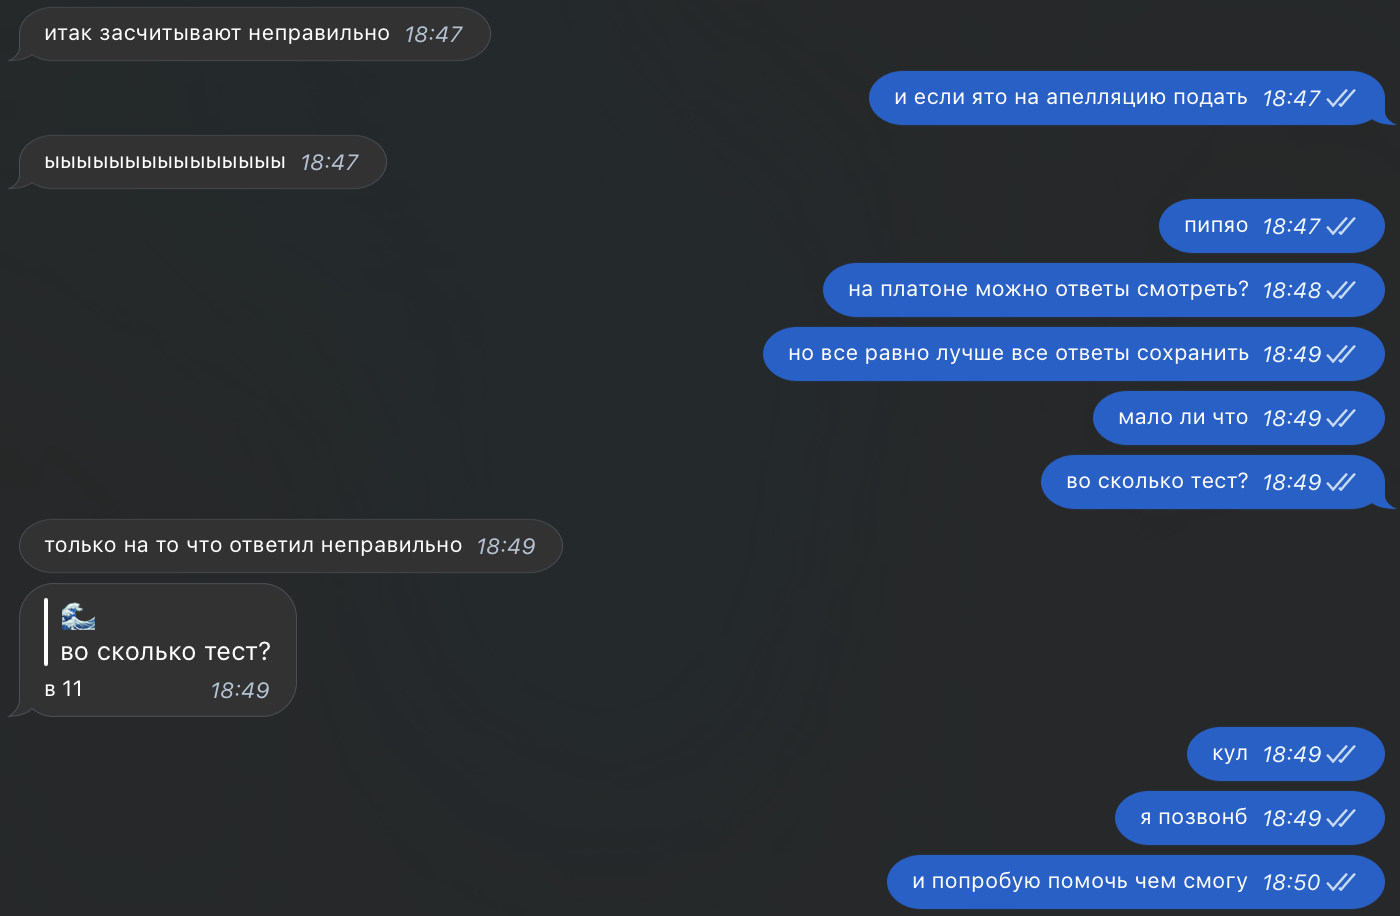 итак засчитывают неправильно 18:47
и если ято на апелляцию подать 18:47
ыыыыыыыыыыыыыыы 18:47
пипяо 18:47
на платоне можно ответы смотреть? 18:48
но все равно лучше все ответы сохранить 18:49
мало ли что 18:49
во сколько тест? 18:49
только на то что ответил неправильно 18:49
🌊
во сколько тест?
в 11 18:49
кул 18:49
я позвонб 18:49
и попробую помочь чем смогу 18:50